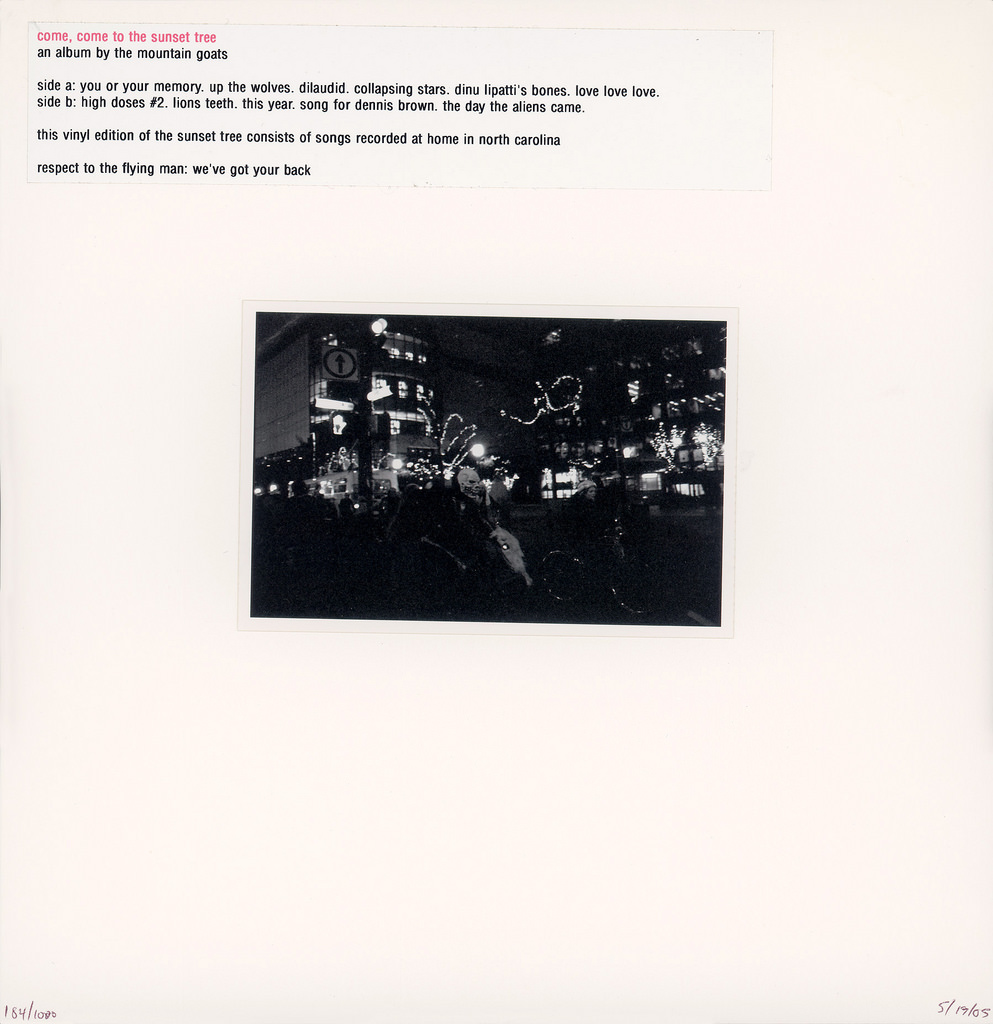 come, come to the sunset tree
an album by the mountain goats
side a: you or your memory. up the wolves. dilaudid. collapsing stars. dinu lipatti's bones. love love love.
side b: high doses #2. lions teeth. this year. song for dennis brown. the day the aliens came.
this vinyl edition of the sunset tree consists of songs recorded at home in north carolina
respect to the flying man: we've got your back
184/1000
5/19/05